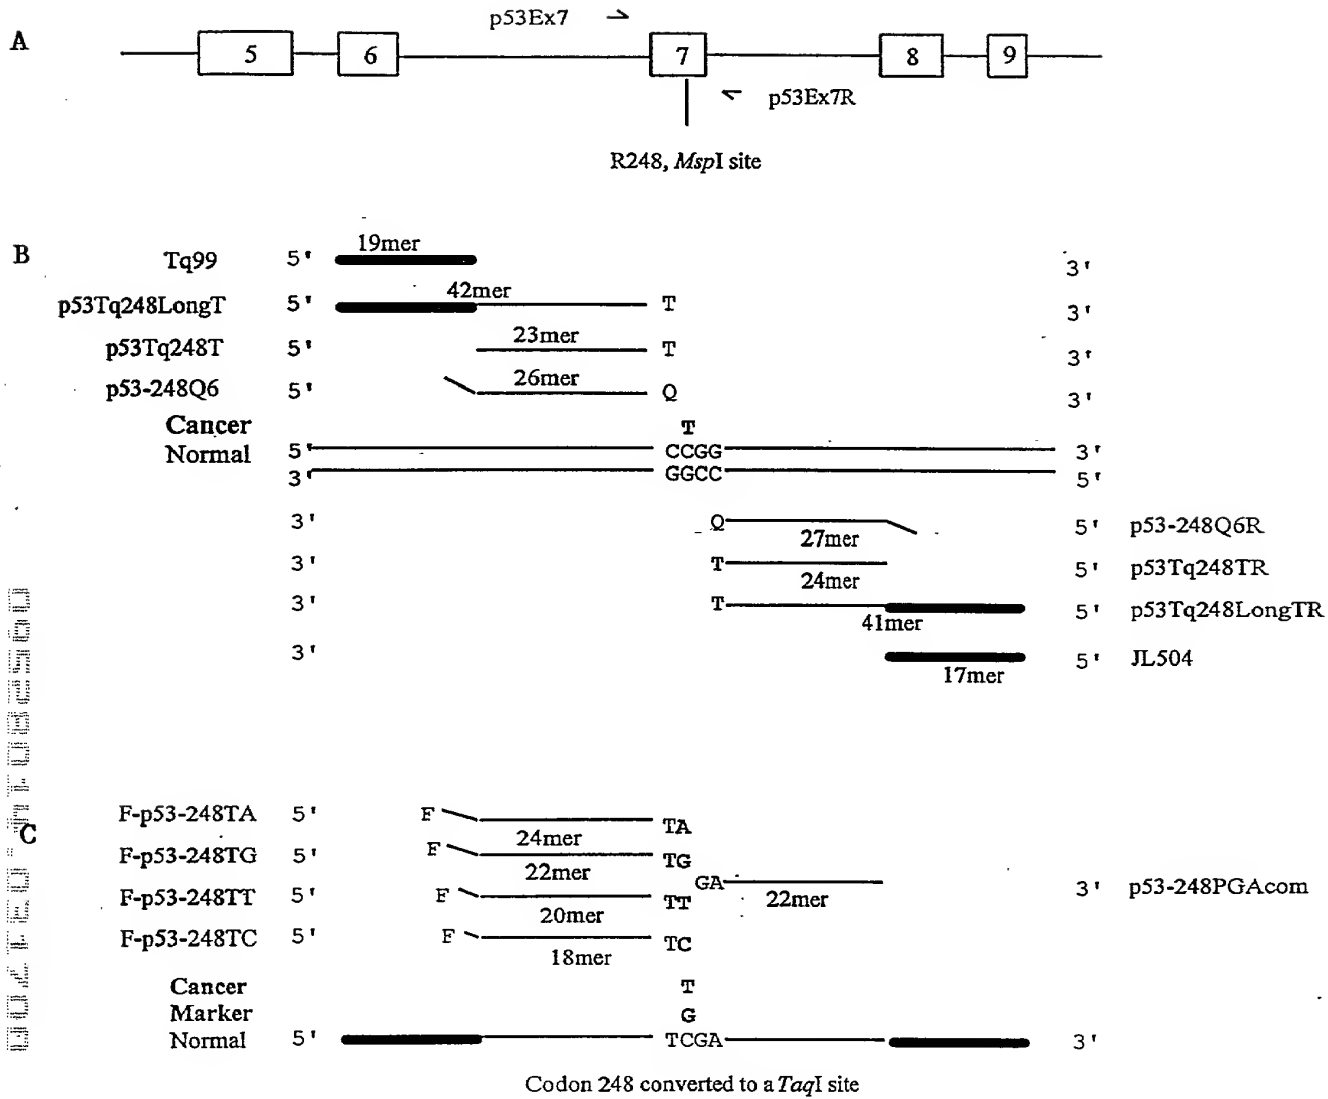 A
p53Ex7
5 6 7 8 9
p53Ex7R
R248, MspI site
B
Tq99 5' 19mer 3'
p53Tq248LongT 5' 42mer T 3'
p53Tq248T 5' 23mer T 3'
p53-248Q6 5' 26mer Q 3'
Cancer T
Normal 5' CCGG 3'
3' GGCC 5'
3' Q 27mer 5' p53-248Q6R
3' T 24mer 5' p53Tq248TR
3' T 41mer 5' p53Tq248LongTR
3' 17mer 5' JL504
C
F-p53-248TA 5' F 24mer TA
F-p53-248TG 5' F 22mer TG
GA 22mer 3' p53-248PGAcom
F-p53-248TT 5' F 20mer TT
F-p53-248TC 5' F 18mer TC
Cancer T
Marker G
Normal 5' TCGA 3'
Codon 248 converted to a TaqI site